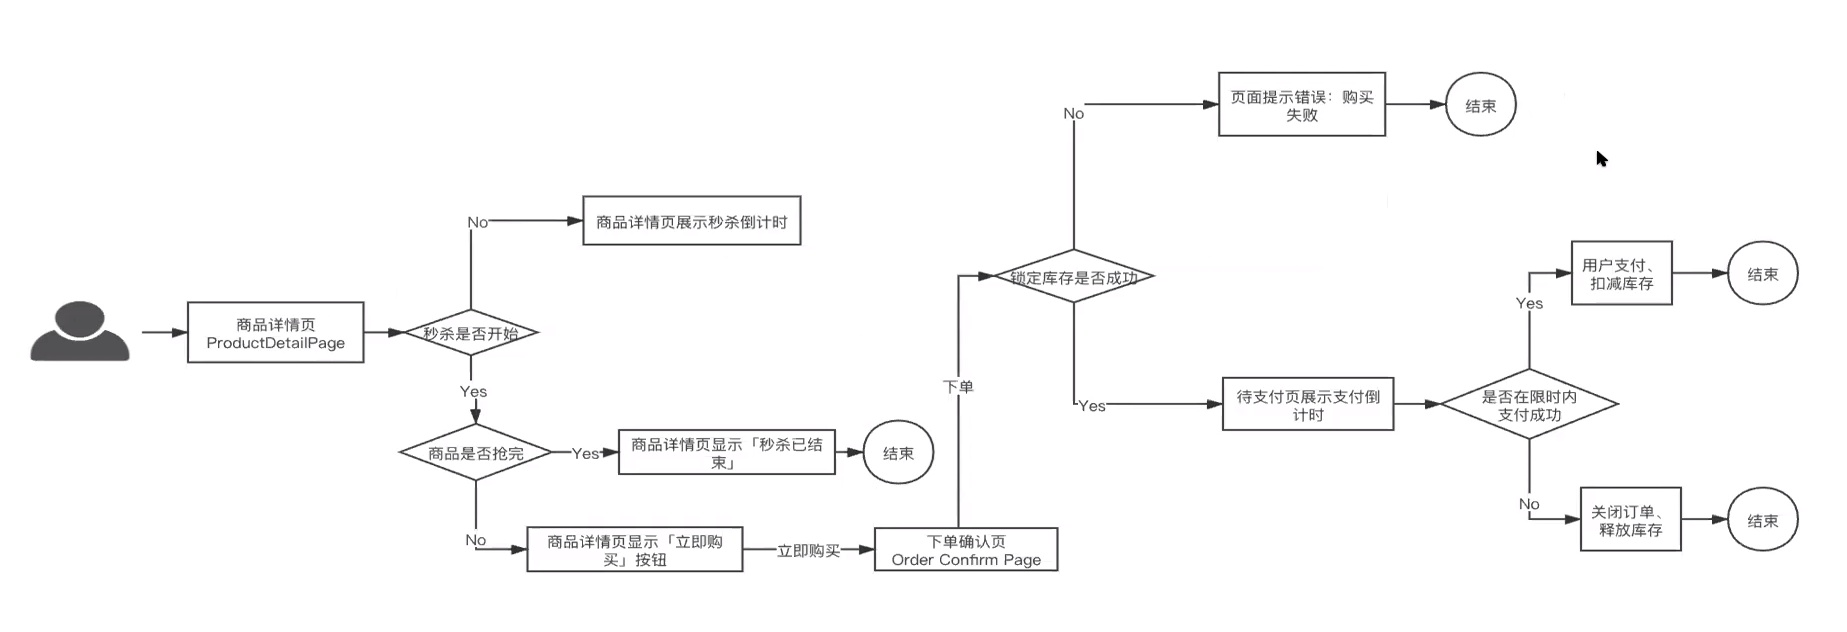 商品详情页
ProductDetailPage
秒杀是否开始
No
商品详情页展示秒杀倒计时
Yes
商品是否抢完
Yes
商品详情页显示「秒杀已结
束」
结束
No
商品详情页显示「立即购
买」按钮
立即购买
下单确认页
Order Confirm Page
下单
锁定库存是否成功
No
页面提示错误：购买
失败
结束
Yes
待支付页展示支付倒
计时
是否在限时内
支付成功
Yes
用户支付、
扣减库存
结束
No
关闭订单、
释放库存
结束